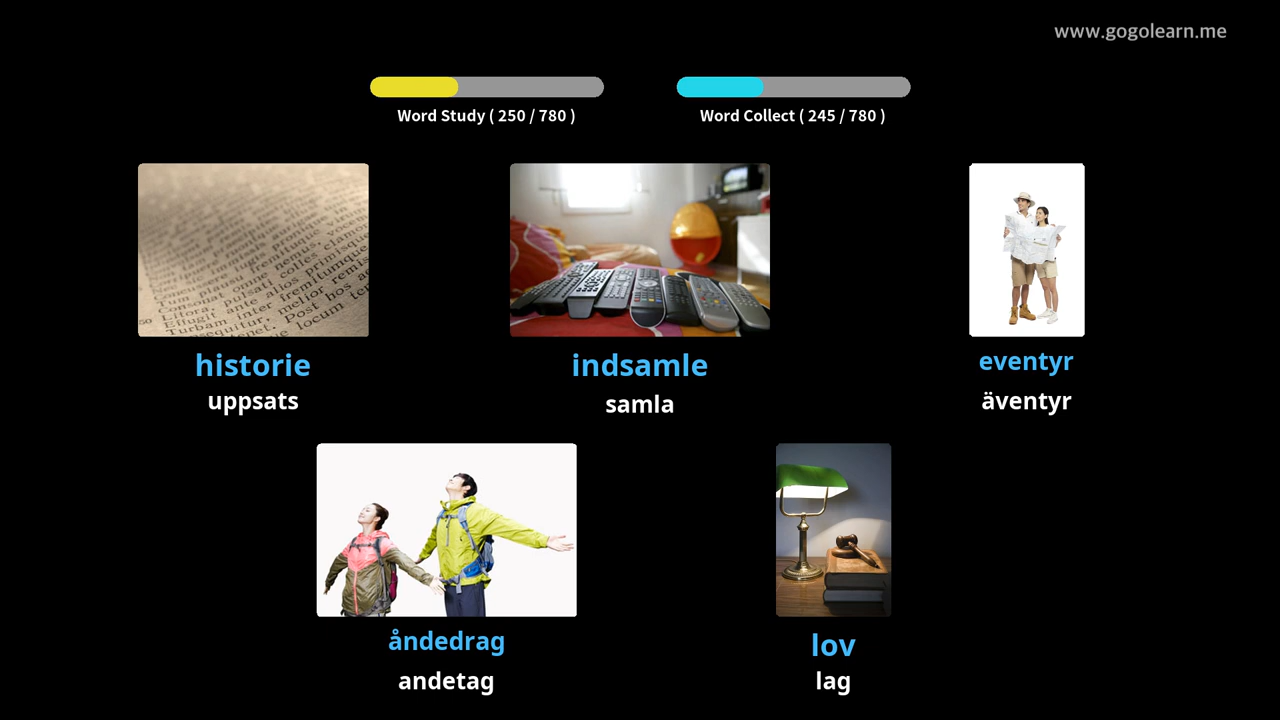 www.gogolearn.me
Word Study ( 250 / 780 )
Word Collect ( 245 / 780 )
historie
uppsats
indsamle
samla
eventyr
äventyr
åndedrag
andetag
lov
lag